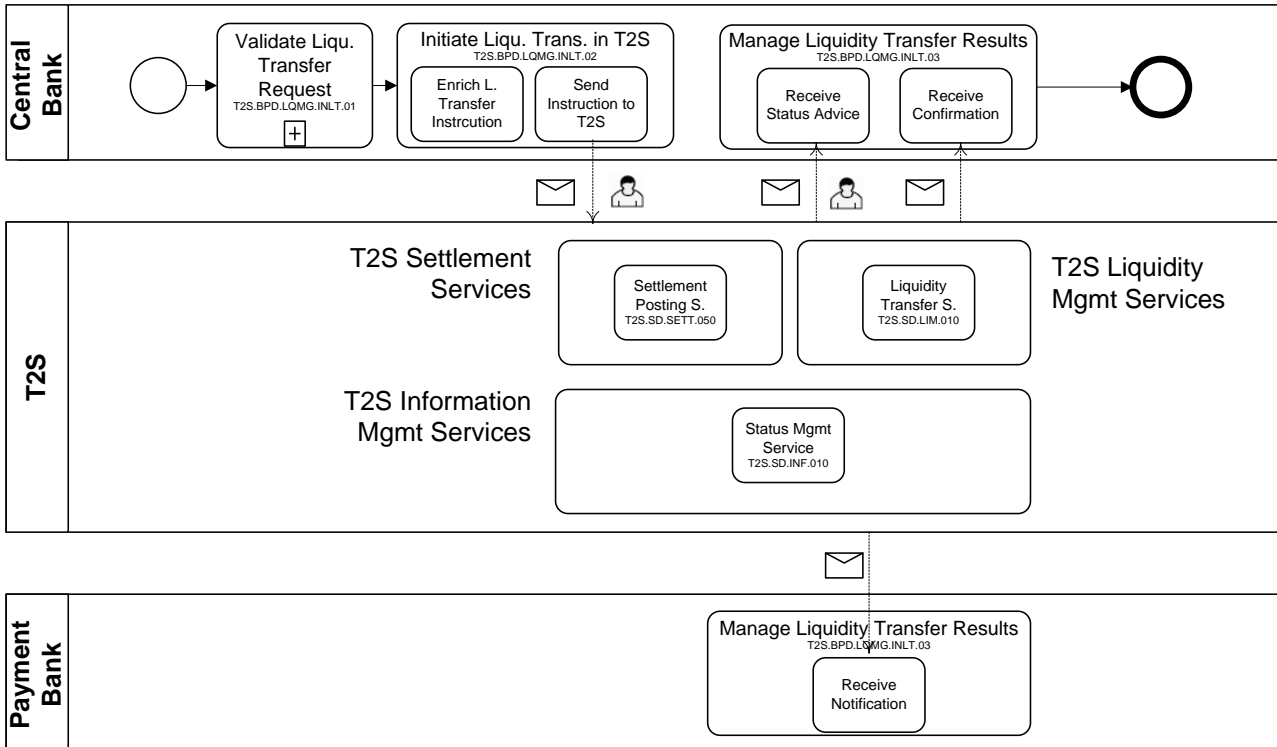 Central
Bank
Validate Liqu.
Transfer
Request
T2S.BPD.LQMG.INLT.01
Initiate Liqu. Trans. in T2S
T2S.BPD.LQMG.INLT.02
Enrich L.
Transfer
Instrcution
Send
Instruction to
T2S
Manage Liquidity Transfer Results
T2S.BPD.LQMG.INLT.03
Receive
Status Advice
Receive
Confirmation
T2S
T2S Settlement
Services
Settlement
Posting S.
T2S.SD.SETT.050
Liquidity
Transfer S.
T2S.SD.LIM.010
T2S Liquidity
Mgmt Services
T2S Information
Mgmt Services
Status Mgmt
Service
T2S.SD.INF.010
Payment
Bank
Manage Liquidity Transfer Results
T2S.BPD.LQMG.INLT.03
Receive
Notification